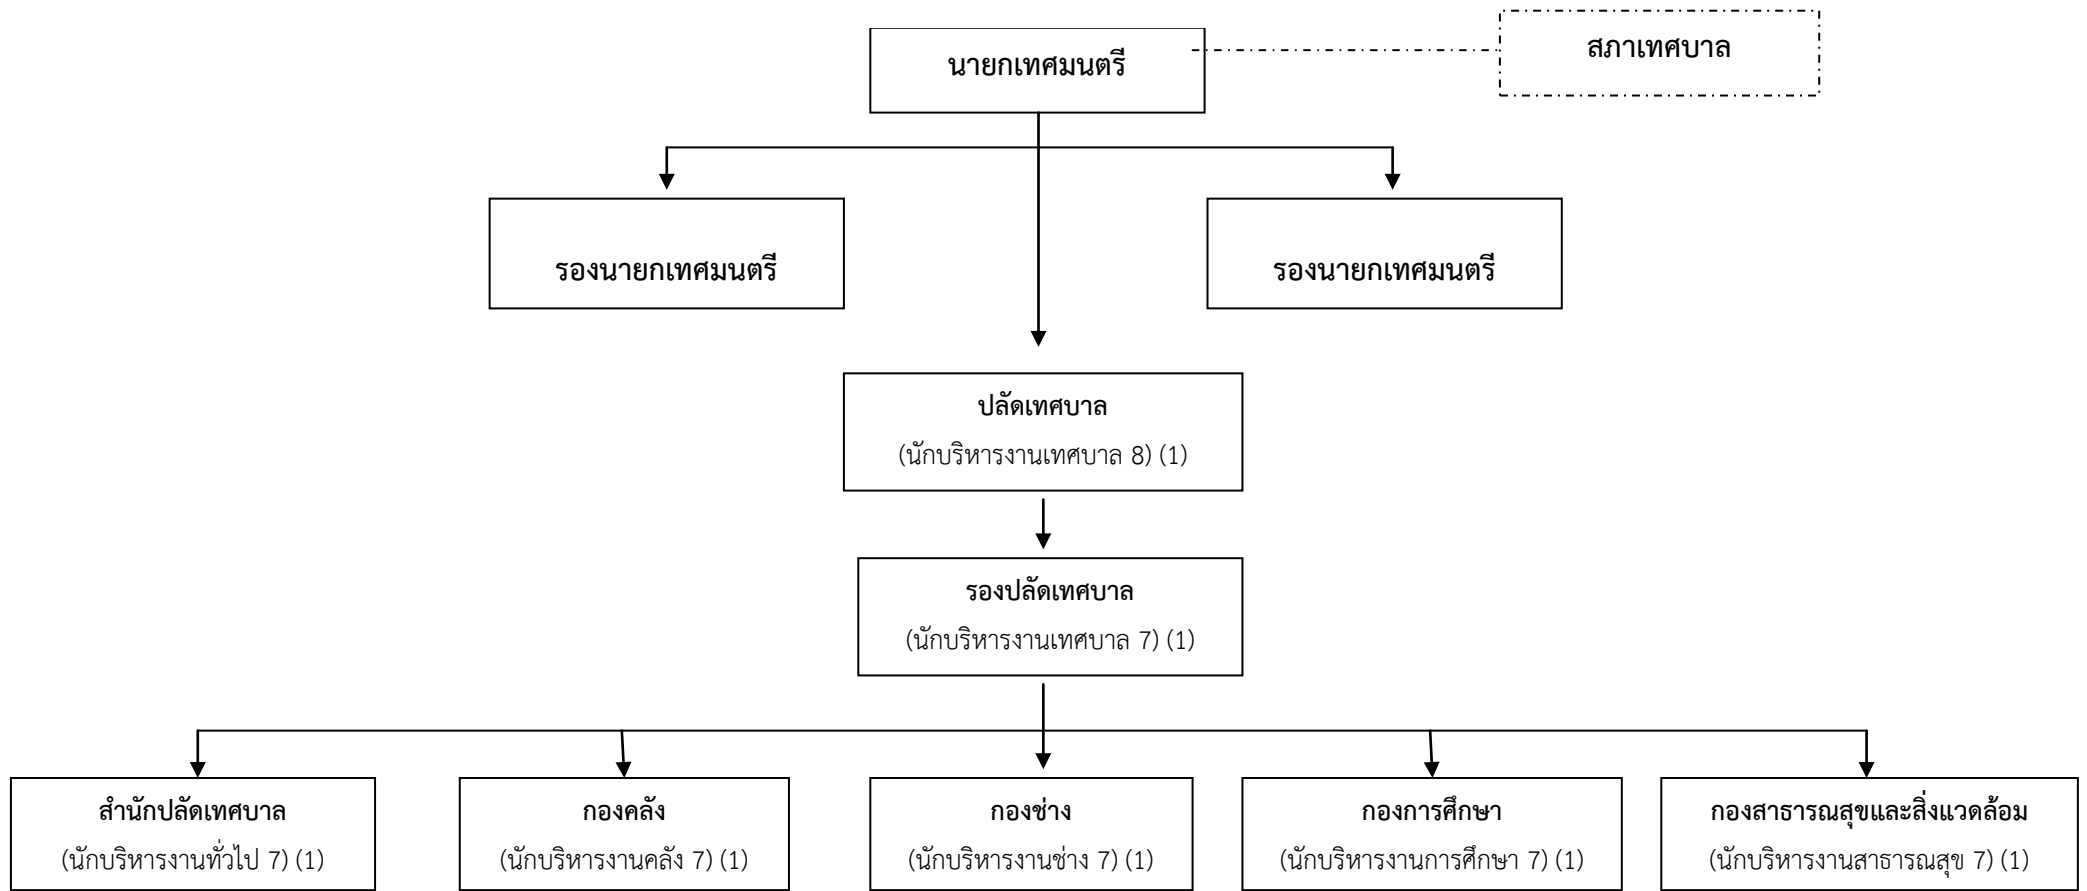 นายกเทศมนตรี
สภาเทศบาล
รองนายกเทศมนตรี
รองนายกเทศมนตรี
ปลัดเทศบาล
(นักบริหารงานเทศบาล 8) (1)
รองปลัดเทศบาล
(นักบริหารงานเทศบาล 7) (1)
สำนักปลัดเทศบาล
(นักบริหารงานทั่วไป 7) (1)
กองคลัง
(นักบริหารงานคลัง 7) (1)
กองช่าง
(นักบริหารงานช่าง 7) (1)
กองการศึกษา
(นักบริหารงานการศึกษา 7) (1)
กองสาธารณสุขและสิ่งแวดล้อม
(นักบริหารงานสาธารณสุข 7) (1)